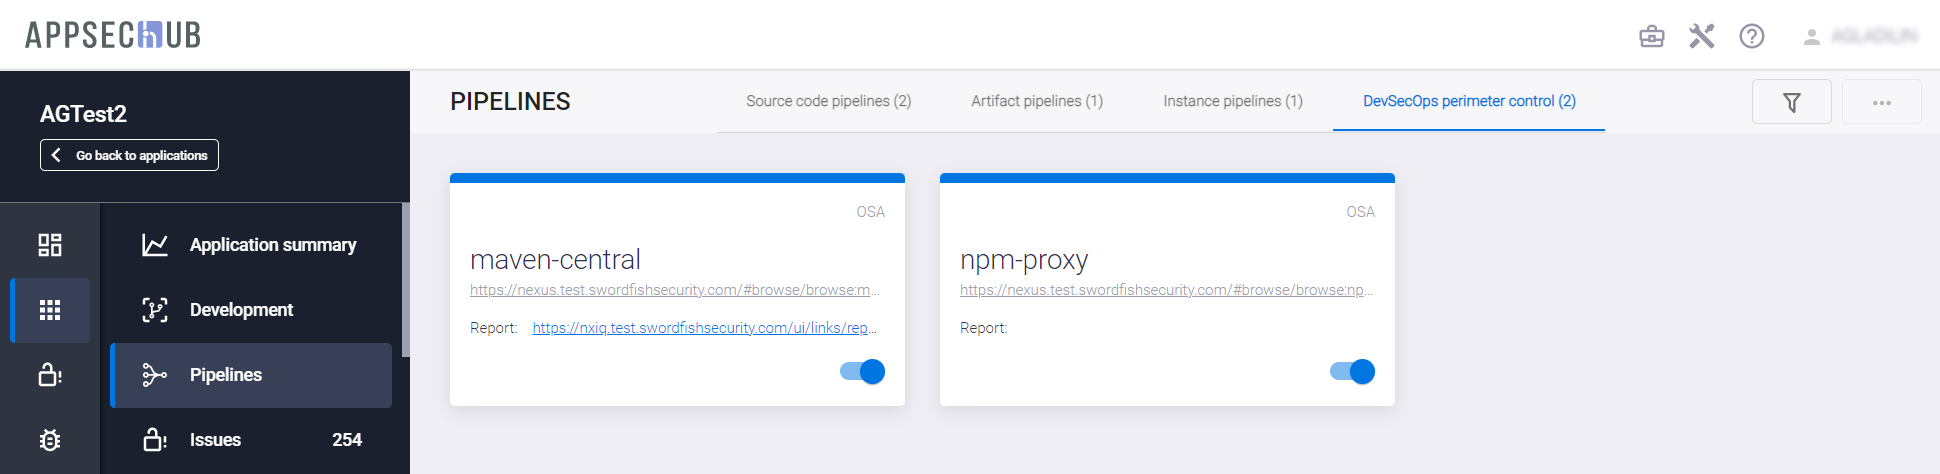 APPSECHUB
AGTest2
Go back to applications
Application summary
Development
Pipelines
Issues 254
PIPELINES
Source code pipelines (2)
Artifact pipelines (1)
Instance pipelines (1)
DevSecOps perimeter control (2)
OSA
maven-central
https://nexus.test.swordfishsecurity.com/#browse/browse:m...
Report: https://nxiq.test.swordfishsecurity.com/ui/links/rep...
OSA
npm-proxy
https://nexus.test.swordfishsecurity.com/#browse/browse:np...
Report: